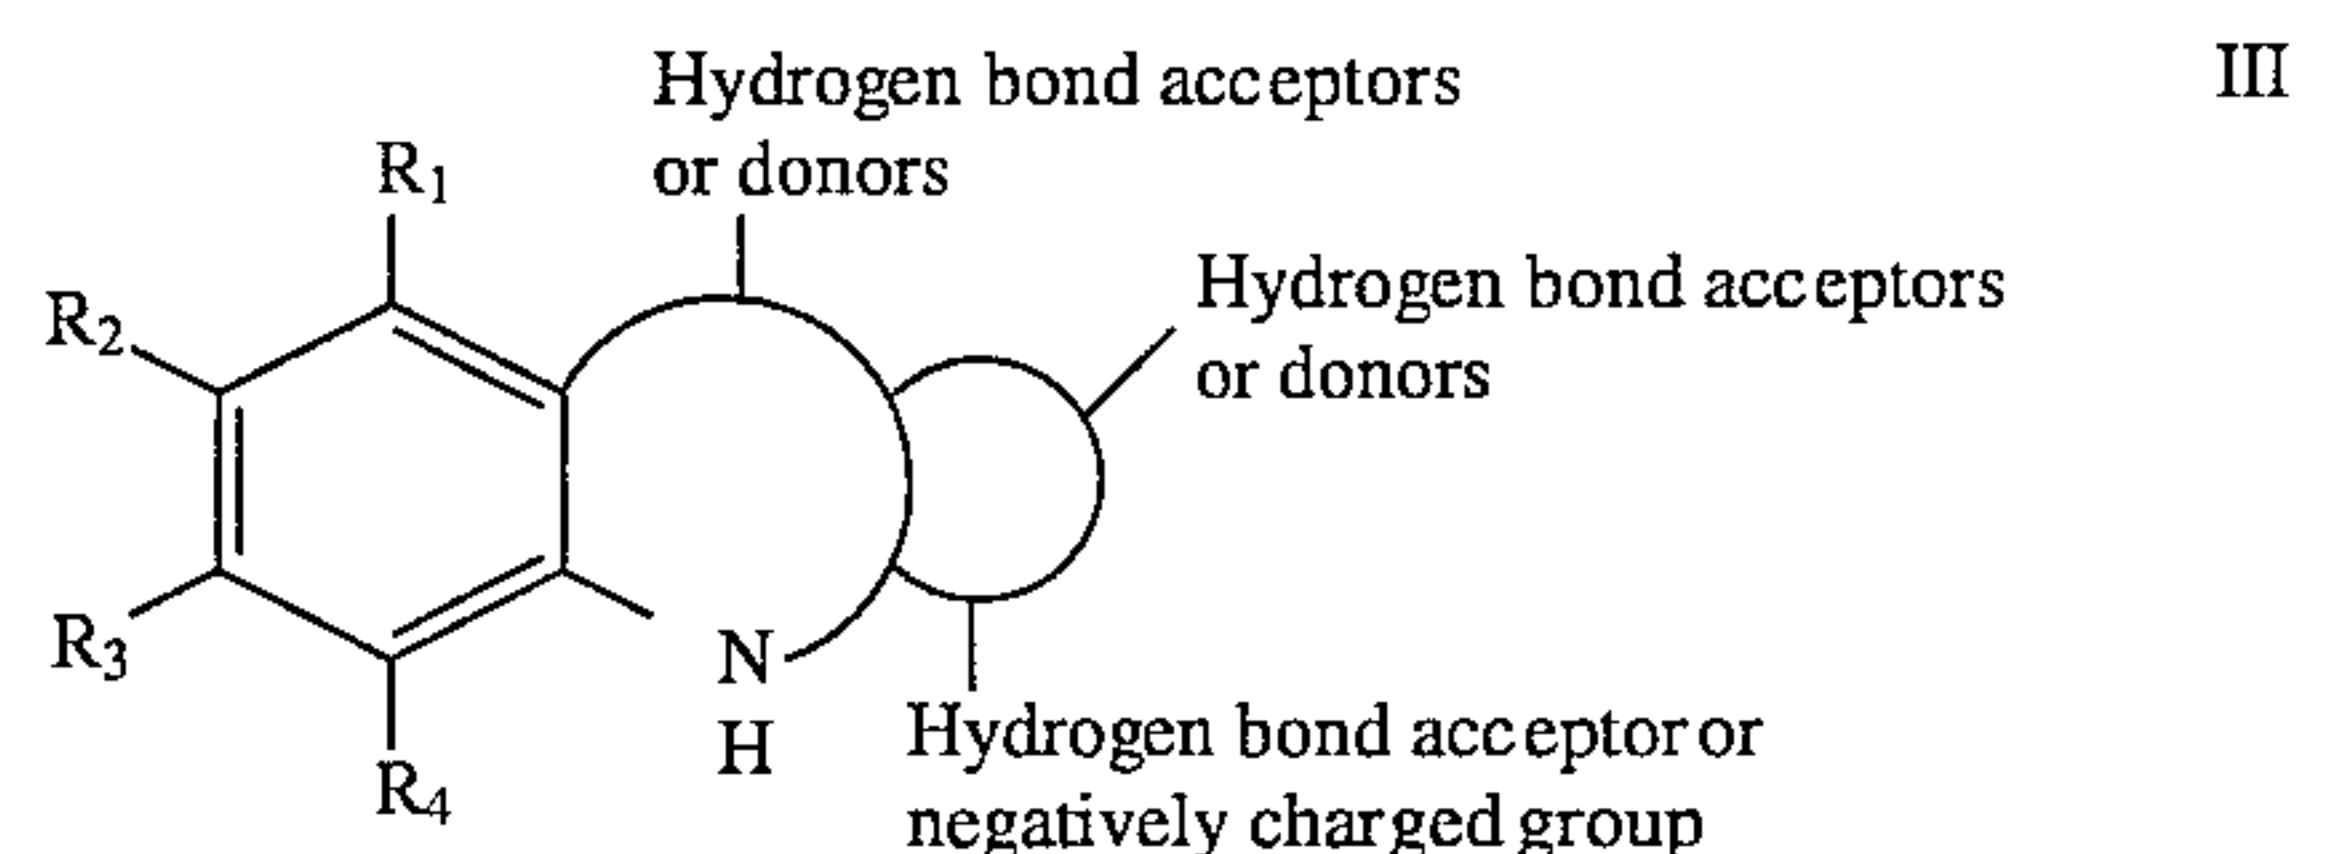 III
Hydrogen bond acceptors
or donors
R1
Hydrogen bond acceptors
or donors
R2
R3
N
H
R4
Hydrogen bond acceptor or
negatively charged group